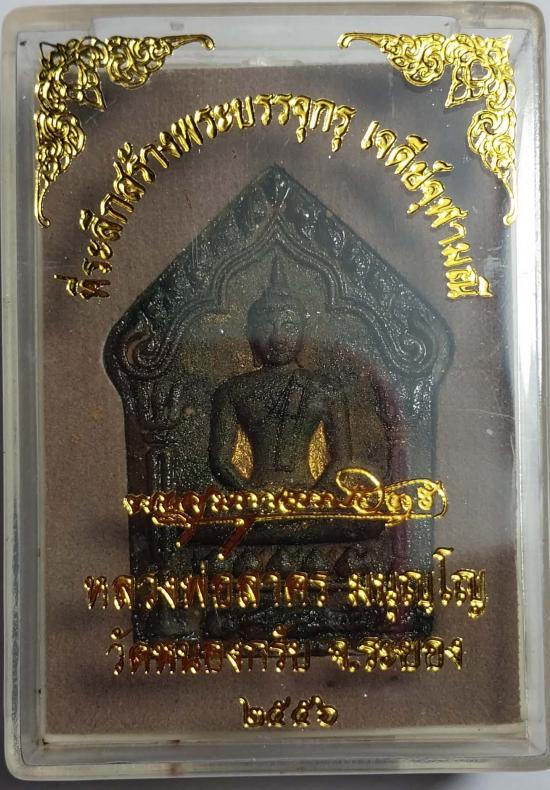 ที่ระลึกสร้างพระบรรจุกรุ เจดีย์จุฬามณี
หลวงพ่อสาคร มนุญฺโญ
วัดหนองกรับ จ.ระยอง
๒๕๕๖